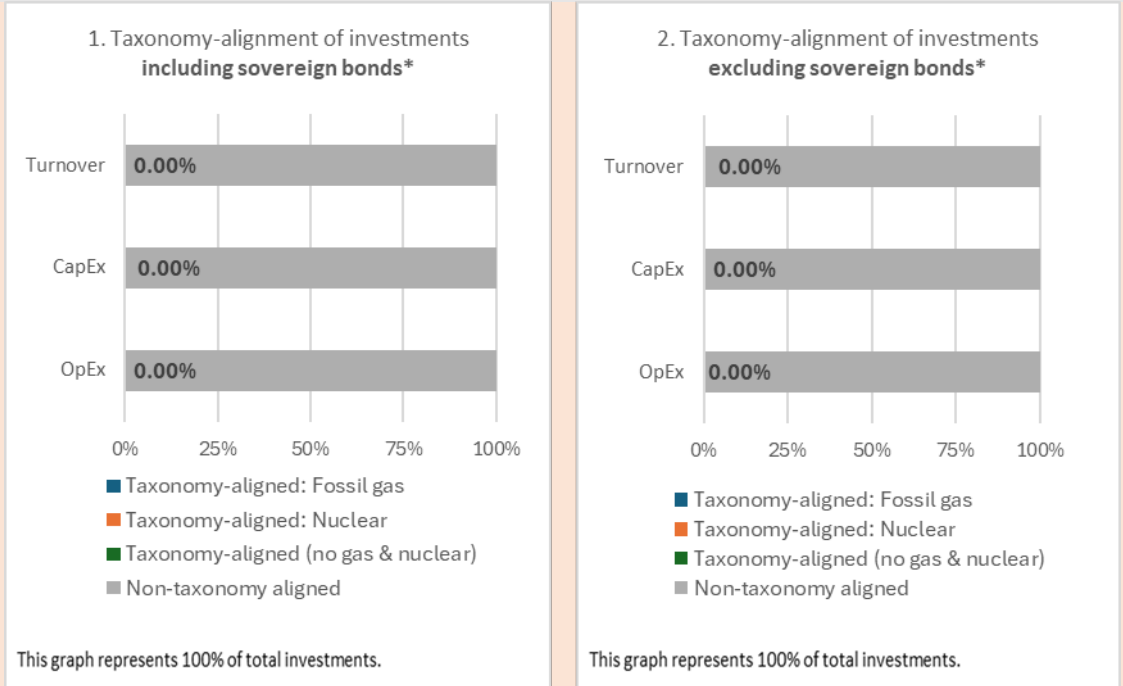 1. Taxonomy-alignment of investments
including sovereign bonds*
Turnover
0.00%
CapEx
0.00%
OpEx
0.00%
0%
25%
50%
75%
100%
Taxonomy-aligned: Fossil gas
Taxonomy-aligned: Nuclear
Taxonomy-aligned (no gas & nuclear)
Non-taxonomy aligned
This graph represents 100% of total investments.
2. Taxonomy-alignment of investments
excluding sovereign bonds*
Turnover
0.00%
CapEx
0.00%
OpEx
0.00%
0%
25%
50%
75%
100%
Taxonomy-aligned: Fossil gas
Taxonomy-aligned: Nuclear
Taxonomy-aligned (no gas & nuclear)
Non-taxonomy aligned
This graph represents 100% of total investments.